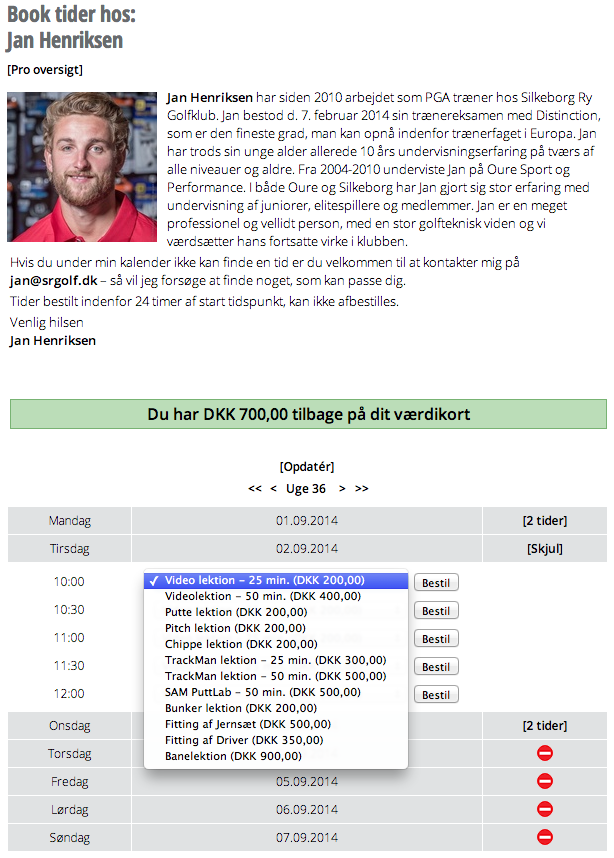 Book tider hos:
Jan Henriksen
[Pro oversigt]
Jan Henriksen har siden 2010 arbejdet som PGA træner hos Silkeborg Ry
Golfklub. Jan bestod d. 7. februar 2014 sin trænereksamen med Distinction,
som er den fineste grad, man kan opnå indenfor trænerfaget i Europa. Jan
har trods sin unge alder allerede 10 års undervisningserfaring på tværs af
alle niveauer og aldre. Fra 2004-2010 underviste Jan på Oure Sport og
Performance. I både Oure og Silkeborg har Jan gjort sig stor erfaring med
undervisning af juniorer, elitespillere og medlemmer. Jan er en meget
professionel og vellidt person, med en stor golfteknisk viden og vi
værdsætter hans fortsatte virke i klubben.
Hvis du under min kalender ikke kan finde en tid er du velkommen til at kontakter mig på
jan@srgolf.dk – så vil jeg forsøge at finde noget, som kan passe dig.
Tider bestilt indenfor 24 timer af start tidspunkt, kan ikke afbestilles.
Venlig hilsen
Jan Henriksen
Du har DKK 700,00 tilbage på dit værdikort
[Opdatér]
<< < Uge 36 > >>
Mandag 01.09.2014 [2 tider]
Tirsdag 02.09.2014 [Skjul]
10:00 ✓ Video lektion – 25 min. (DKK 200,00) Bestil
Videolektion – 50 min. (DKK 400,00)
10:30 Putte lektion (DKK 200,00) Bestil
Pitch lektion (DKK 200,00)
11:00 Chippe lektion (DKK 200,00) Bestil
TrackMan lektion – 25 min. (DKK 300,00)
11:30 TrackMan lektion – 50 min. (DKK 500,00) Bestil
12:00 SAM PuttLab – 50 min. (DKK 500,00) Bestil
Bunker lektion (DKK 200,00)
Onsdag Fitting af Jernsæt (DKK 500,00) [2 tider]
Fitting af Driver (DKK 350,00)
Torsdag Banelektion (DKK 900,00)
Fredag 05.09.2014
Lørdag 06.09.2014
Søndag 07.09.2014